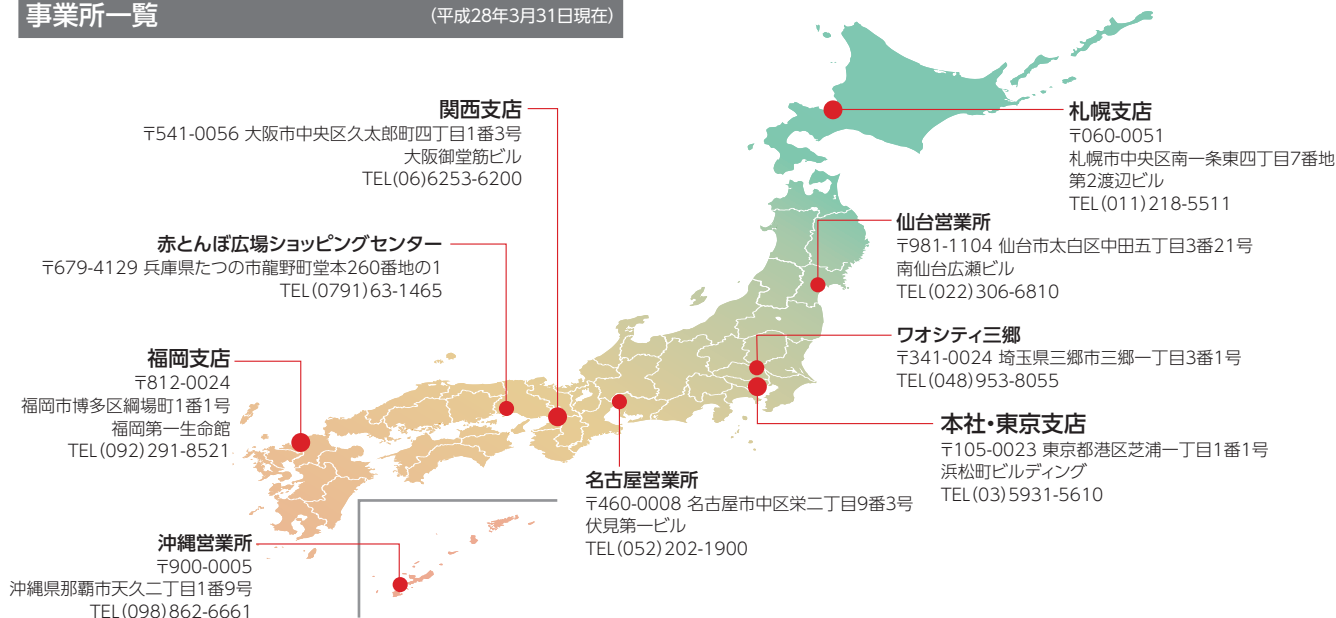 事業所一覧
(平成28年3月31日現在)
関西支店
〒541-0056 大阪市中央区久太郎町四丁目1番3号
大阪御堂筋ビル
TEL(06)6253-6200
赤とんぼ広場ショッピングセンター
〒679-4129 兵庫県たつの市龍野町堂本260番地の1
TEL(0791)63-1465
福岡支店
〒812-0024
福岡市博多区綱場町1番1号
福岡第一生命館
TEL(092)291-8521
沖縄営業所
〒900-0005
沖縄県那覇市天久二丁目1番9号
TEL(098)862-6661
札幌支店
〒060-0051
札幌市中央区南一条東四丁目7番地
第2渡辺ビル
TEL(011)218-5511
仙台営業所
〒981-1104 仙台市太白区中田五丁目3番21号
南仙台広瀬ビル
TEL(022)306-6810
ワオシティ三郷
〒341-0024 埼玉県三郷市三郷一丁目3番1号
TEL(048)953-8055
本社・東京支店
〒105-0023 東京都港区芝浦一丁目1番1号
浜松町ビルディング
TEL(03)5931-5610
名古屋営業所
〒460-0008 名古屋市中区栄二丁目9番3号
伏見第一ビル
TEL(052)202-1900